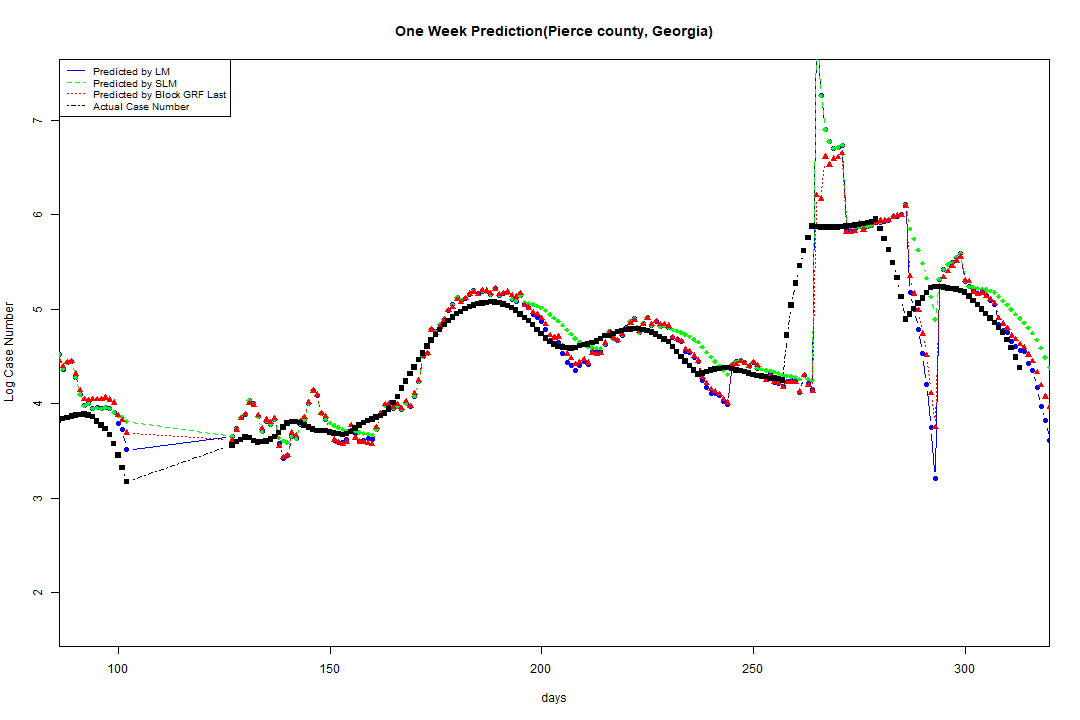 One Week Prediction(Pierce county, Georgia)
Predicted by LM
Predicted by SLM
Predicted by Block GRF Last
Actual Case Number
7
6
5
4
3
2
Log Case Number
100 150 200 250 300
days